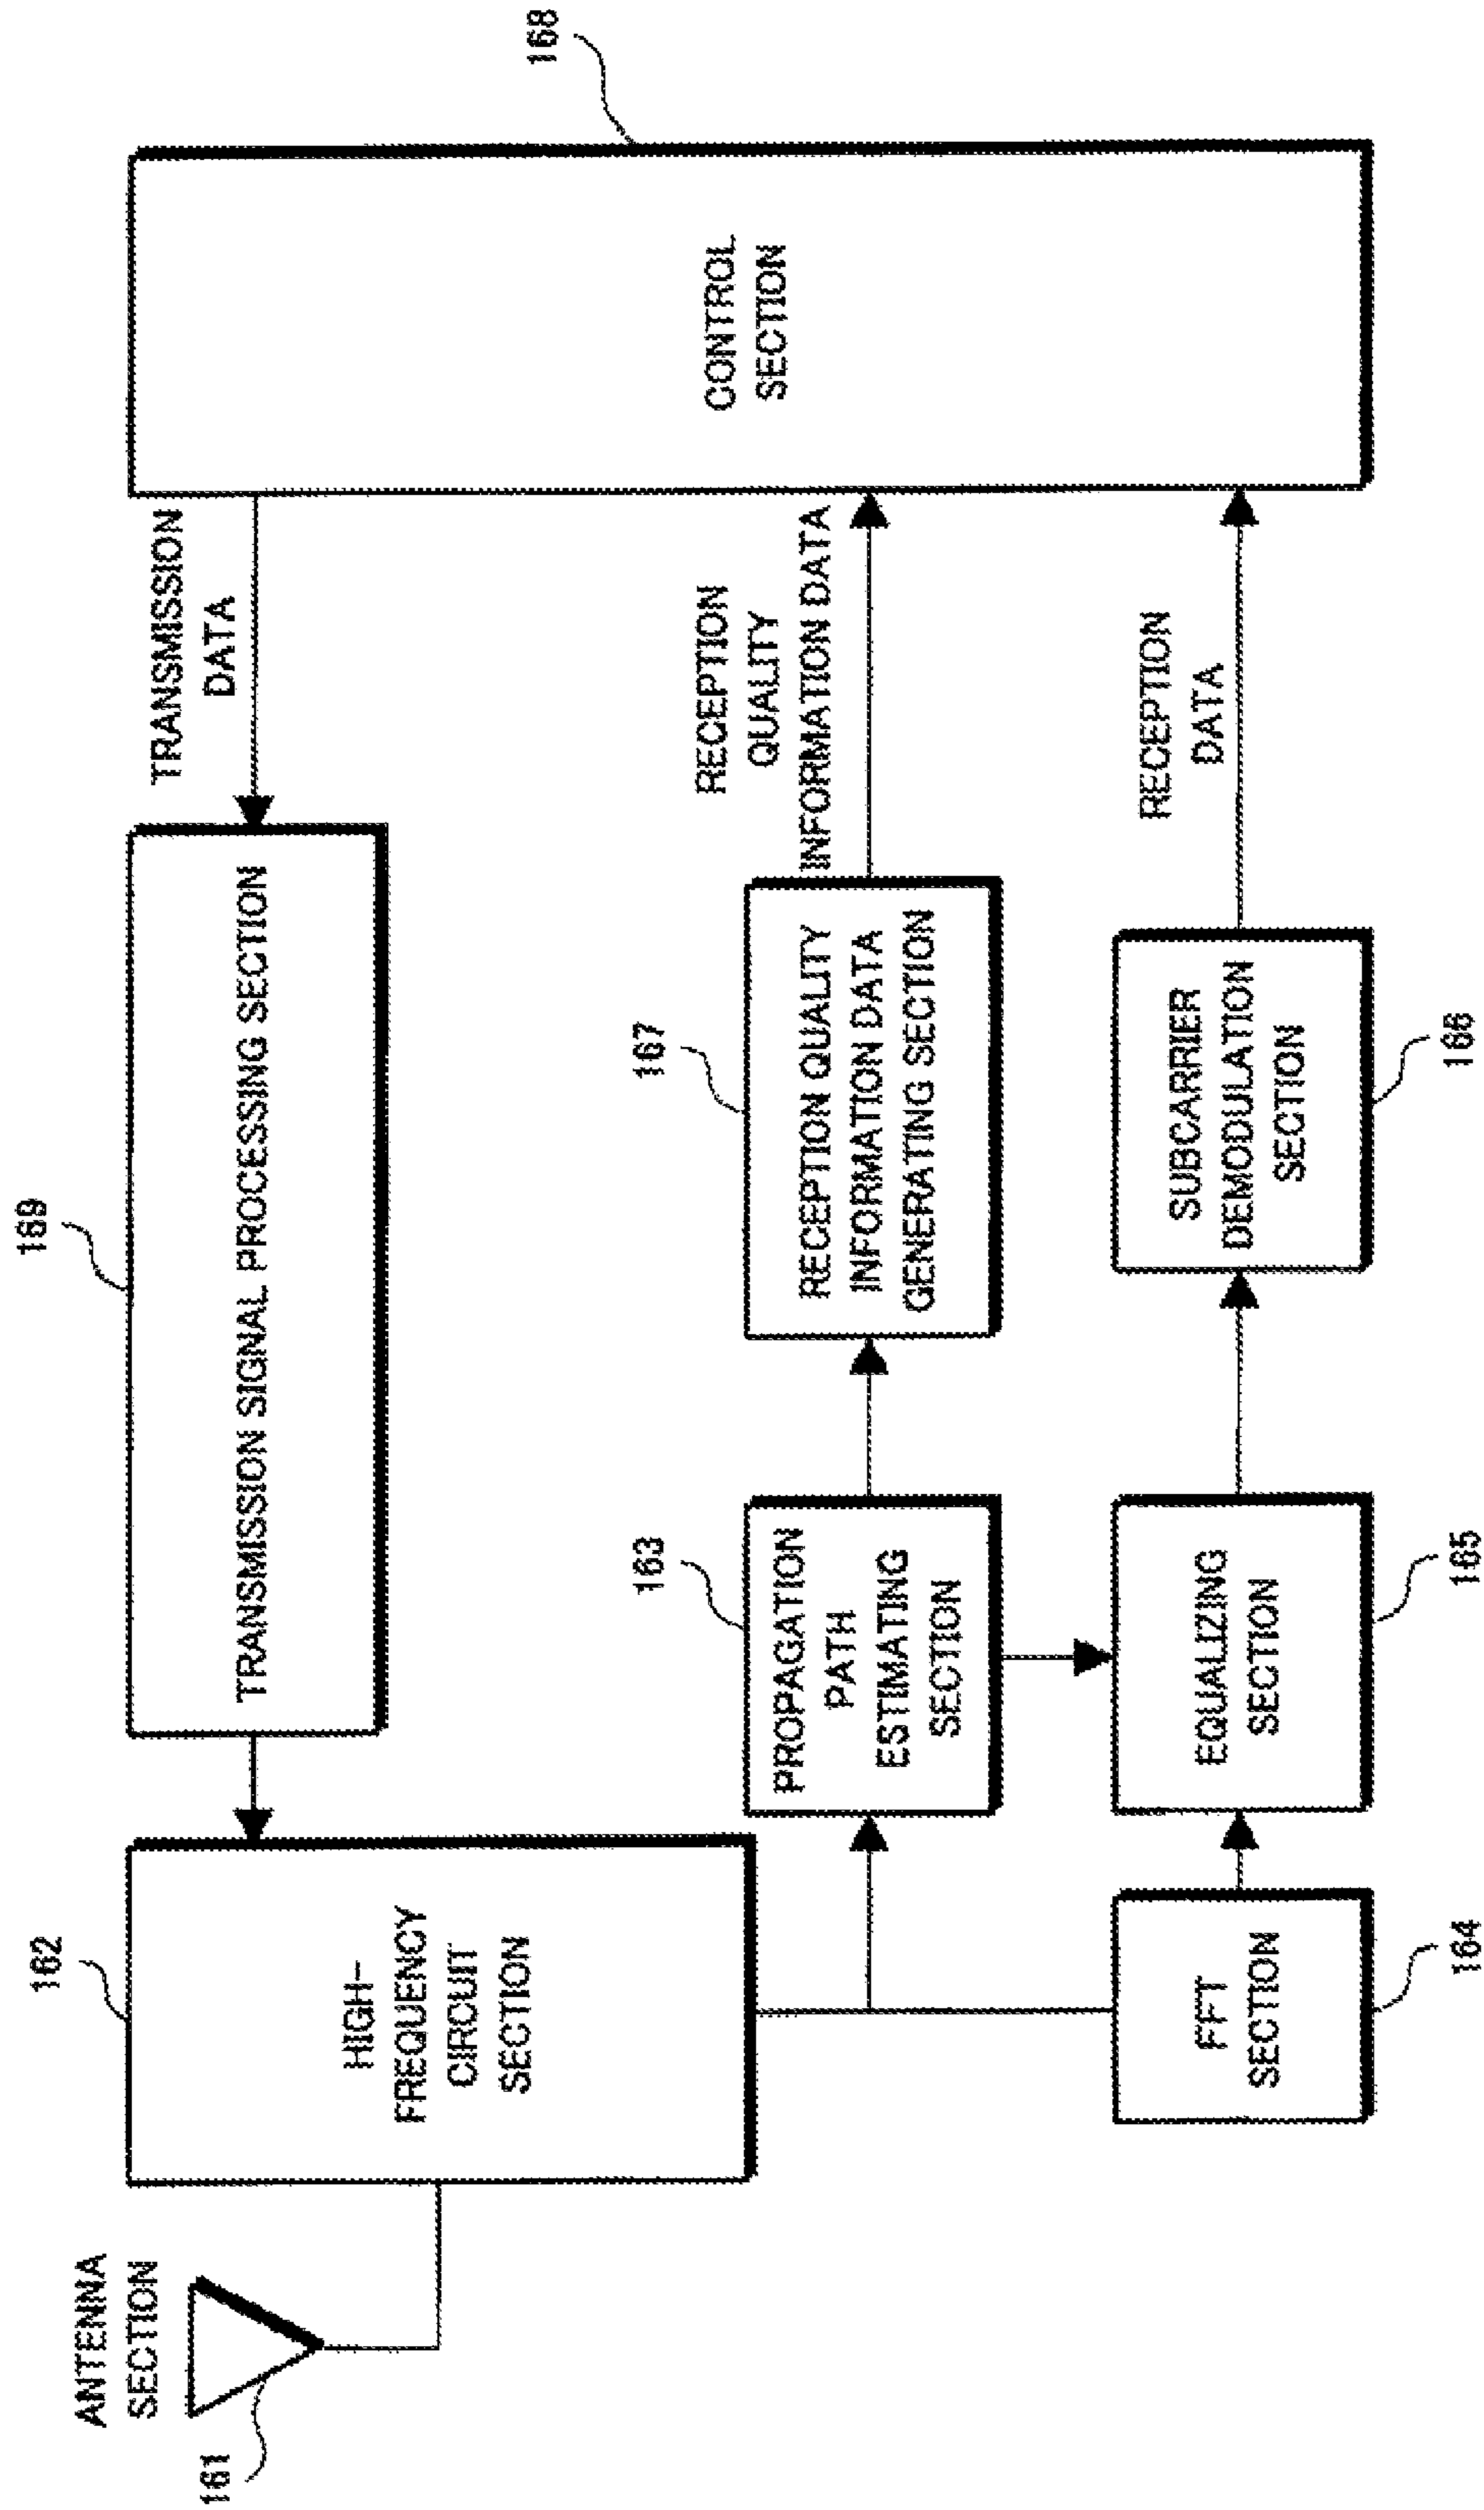 ANTENNA
SECTION
161
162
HIGH-
FREQUENCY
CIRCUIT
SECTION
169
TRANSMISSION SIGNAL PROCESSING SECTION
TRANSMISSION
DATA
168
CONTROL
SECTION
163
PROPAGATION
PATH
ESTIMATING
SECTION
167
RECEPTION QUALITY
INFORMATION DATA
GENERATING SECTION
RECEPTION
QUALITY
INFORMATION DATA
FFT
SECTION
164
EQUALIZING
SECTION
165
SUBCARRIER
DEMODULATION
SECTION
166
RECEPTION
DATA